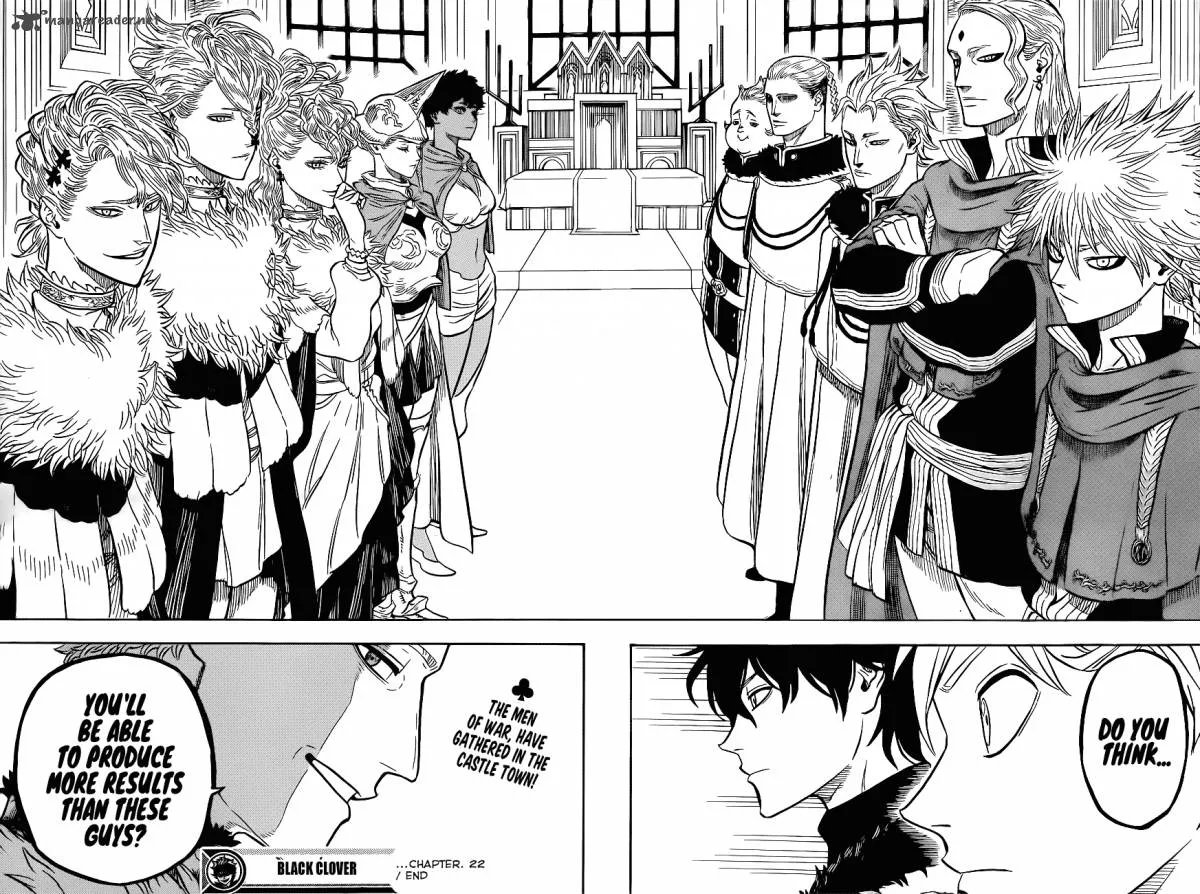 mangareader.net
DO YOU
THINK...
YOU'LL
BE ABLE
TO PRODUCE
MORE RESULTS
THAN THESE
GUYS?
THE MEN
OF WAR, HAVE
GATHERED IN THE
CASTLE TOWN!
BLACK CLOVER
...CHAPTER. 22
/ END